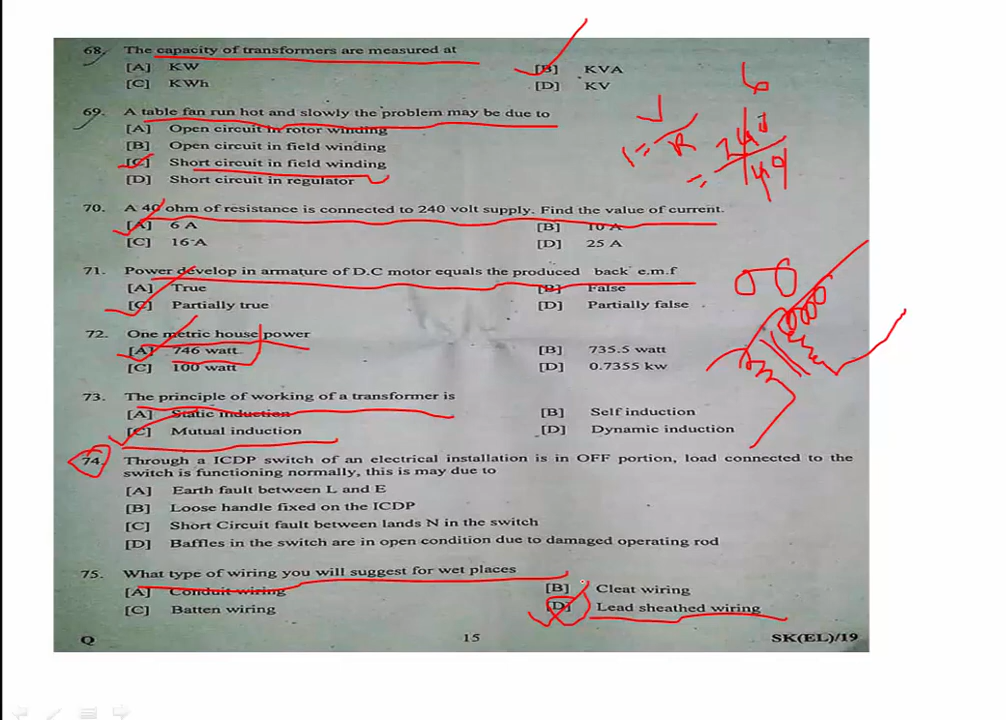 68. The capacity of transformers are measured at
[A] KW [B] KVA
[C] KWh [D] KV
69. A table fan run hot and slowly the problem may be due to
[A] Open circuit in rotor winding
[B] Open circuit in field winding
[C] Short circuit in field winding
[D] Short circuit in regulator
70. A 40 ohm of resistance is connected to 240 volt supply. Find the value of current.
[A] 6 A [B] 10 A
[C] 16 A [D] 25 A
71. Power develop in armature of D.C motor equals the produced back e.m.f
[A] True [B] False
[C] Partially true [D] Partially false
72. One metric house power
[A] 746 watt [B] 735.5 watt
[C] 100 watt [D] 0.7355 kw
73. The principle of working of a transformer is
[A] Static induction [B] Self induction
[C] Mutual induction [D] Dynamic induction
74. Through a ICDP switch of an electrical installation is in OFF portion, load connected to the
switch is functioning normally, this is may due to
[A] Earth fault between L and E
[B] Loose handle fixed on the ICDP
[C] Short Circuit fault between lands N in the switch
[D] Baffles in the switch are in open condition due to damaged operating rod
75. What type of wiring you will suggest for wet places
[A] Conduit wiring [B] Cleat wiring
[C] Batten wiring [D] Lead sheathed wiring
Q 15 SK(EL)/19